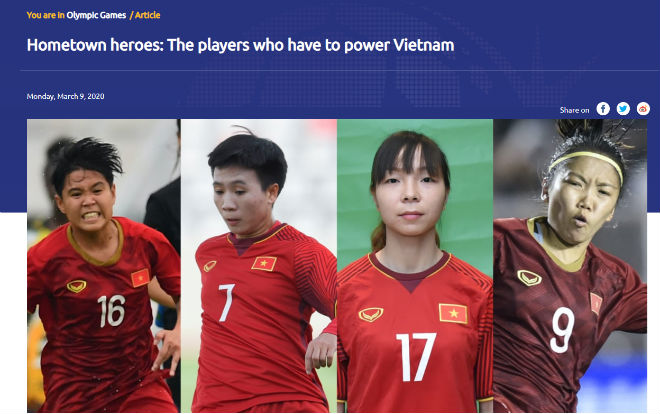 You are in Olympic Games / Article
Hometown heroes: The players who have to power Vietnam
Monday, March 9, 2020
Share on
16
7
17
9